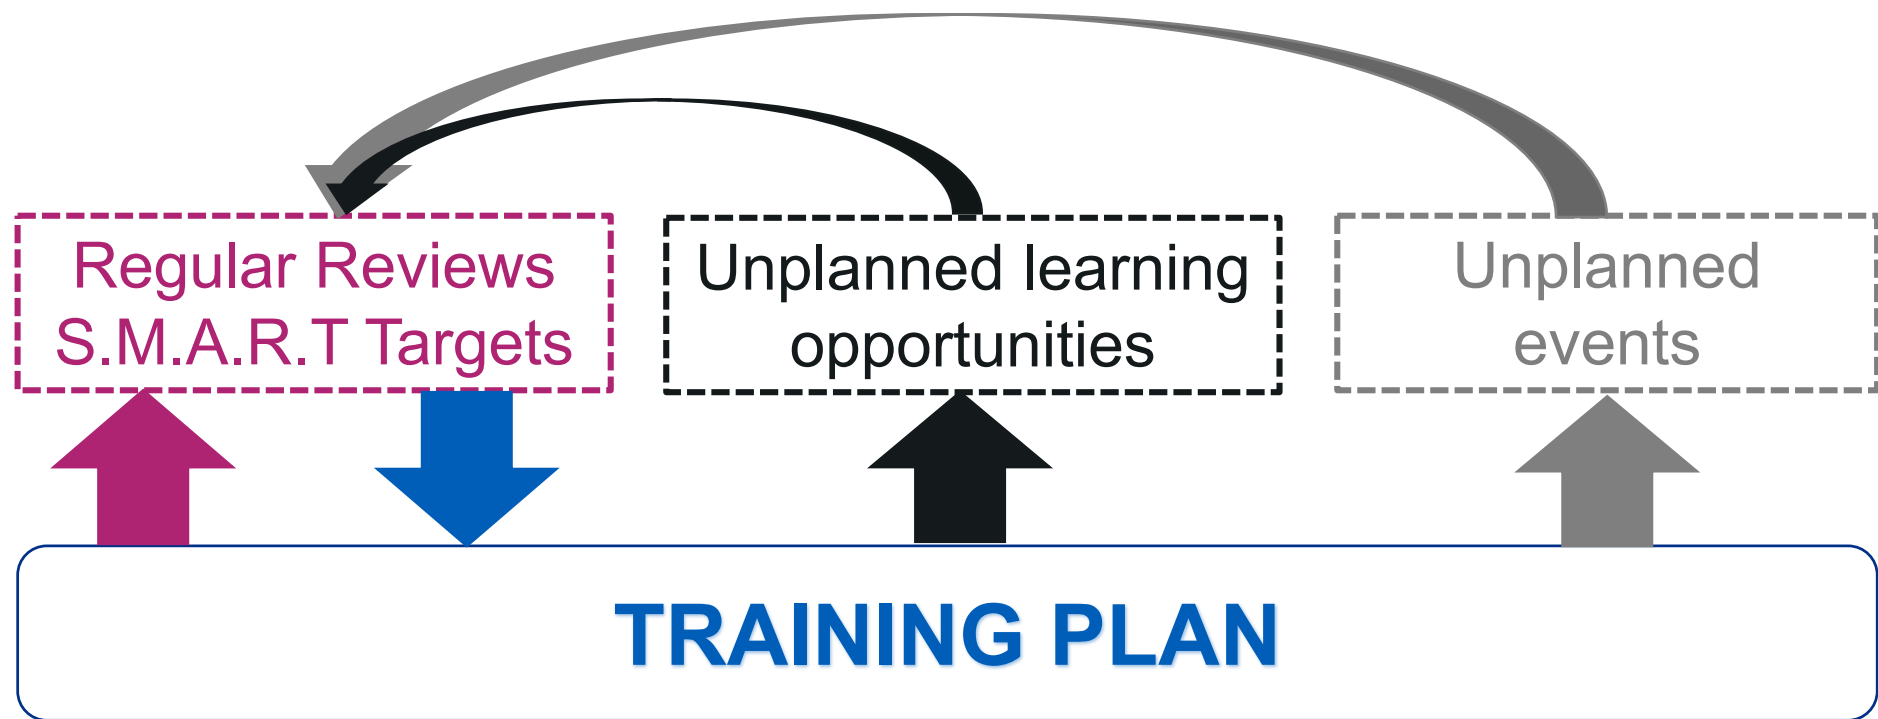 Regular Reviews
S.M.A.R.T Targets
Unplanned learning
opportunities
Unplanned
events
TRAINING PLAN